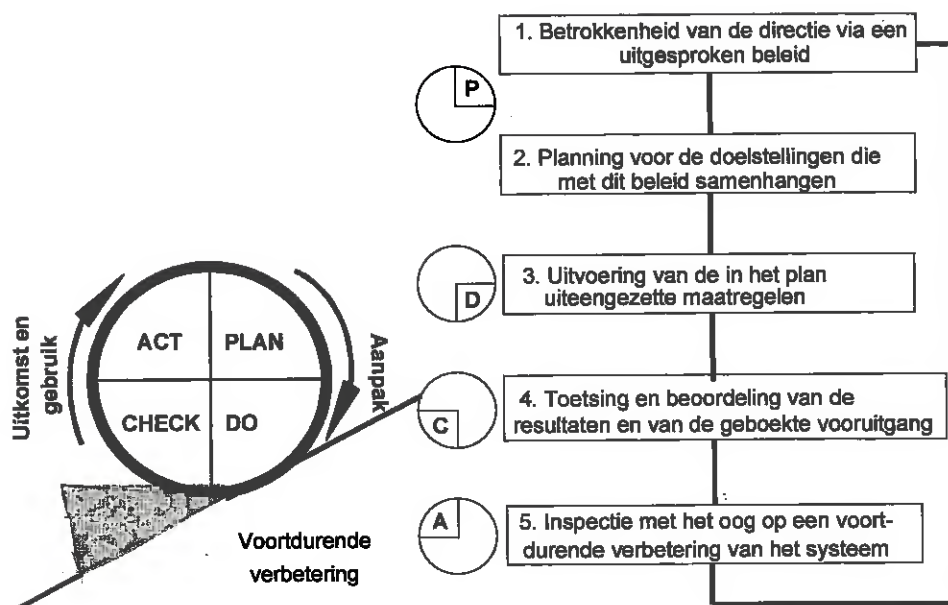 1. Betrokkenheid van de directie via een
uitgesproken beleid
P
2. Planning voor de doelstellingen die
met dit beleid samenhangen
D
3. Uitvoering van de in het plan
uiteengezette maatregelen
C
4. Toetsing en beoordeling van de
resultaten en van de geboekte vooruitgang
A
5. Inspectie met het oog op een voort-
durende verbetering van het systeem
Uitkomst en
gebruik
ACT
PLAN
CHECK
DO
Aanpak
Voortdurende
verbetering